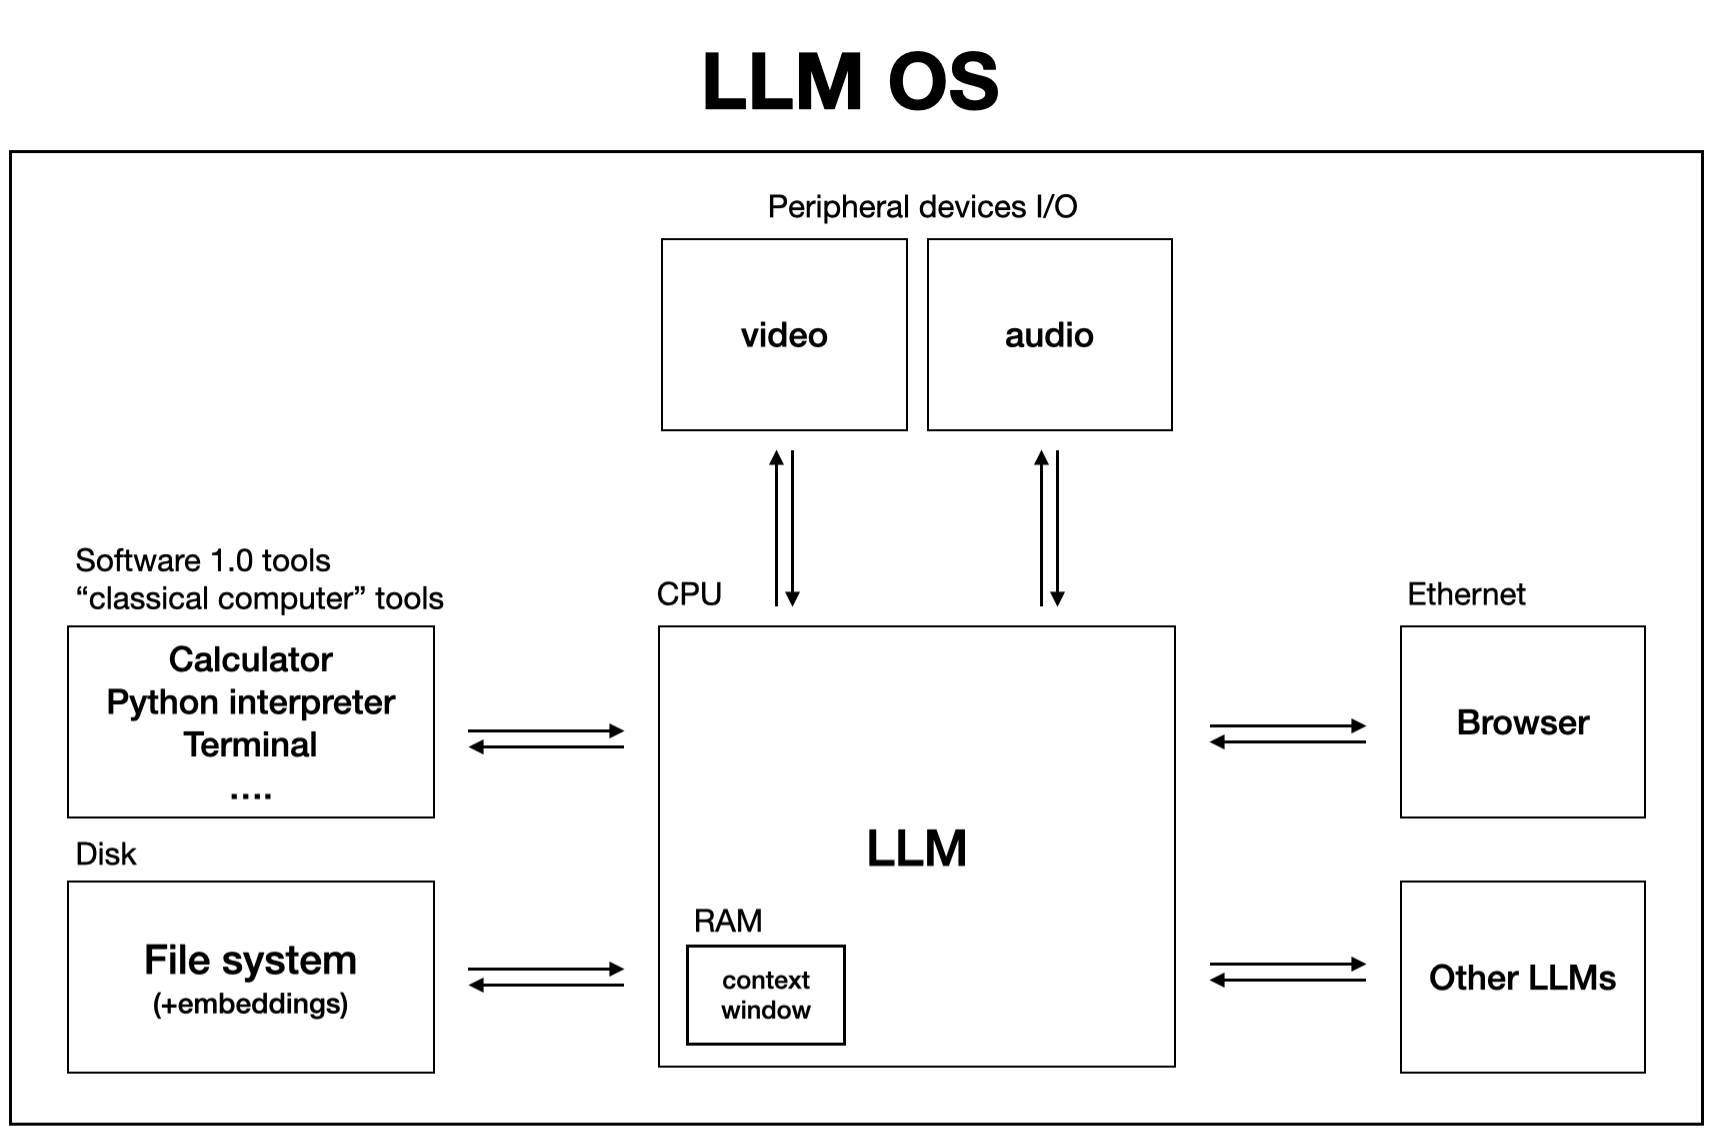 LLM OS
Peripheral devices I/O
video
audio
Software 1.0 tools
“classical computer” tools
Calculator
Python interpreter
Terminal
....
Disk
File system
(+embeddings)
CPU
LLM
RAM
context
window
Ethernet
Browser
Other LLMs